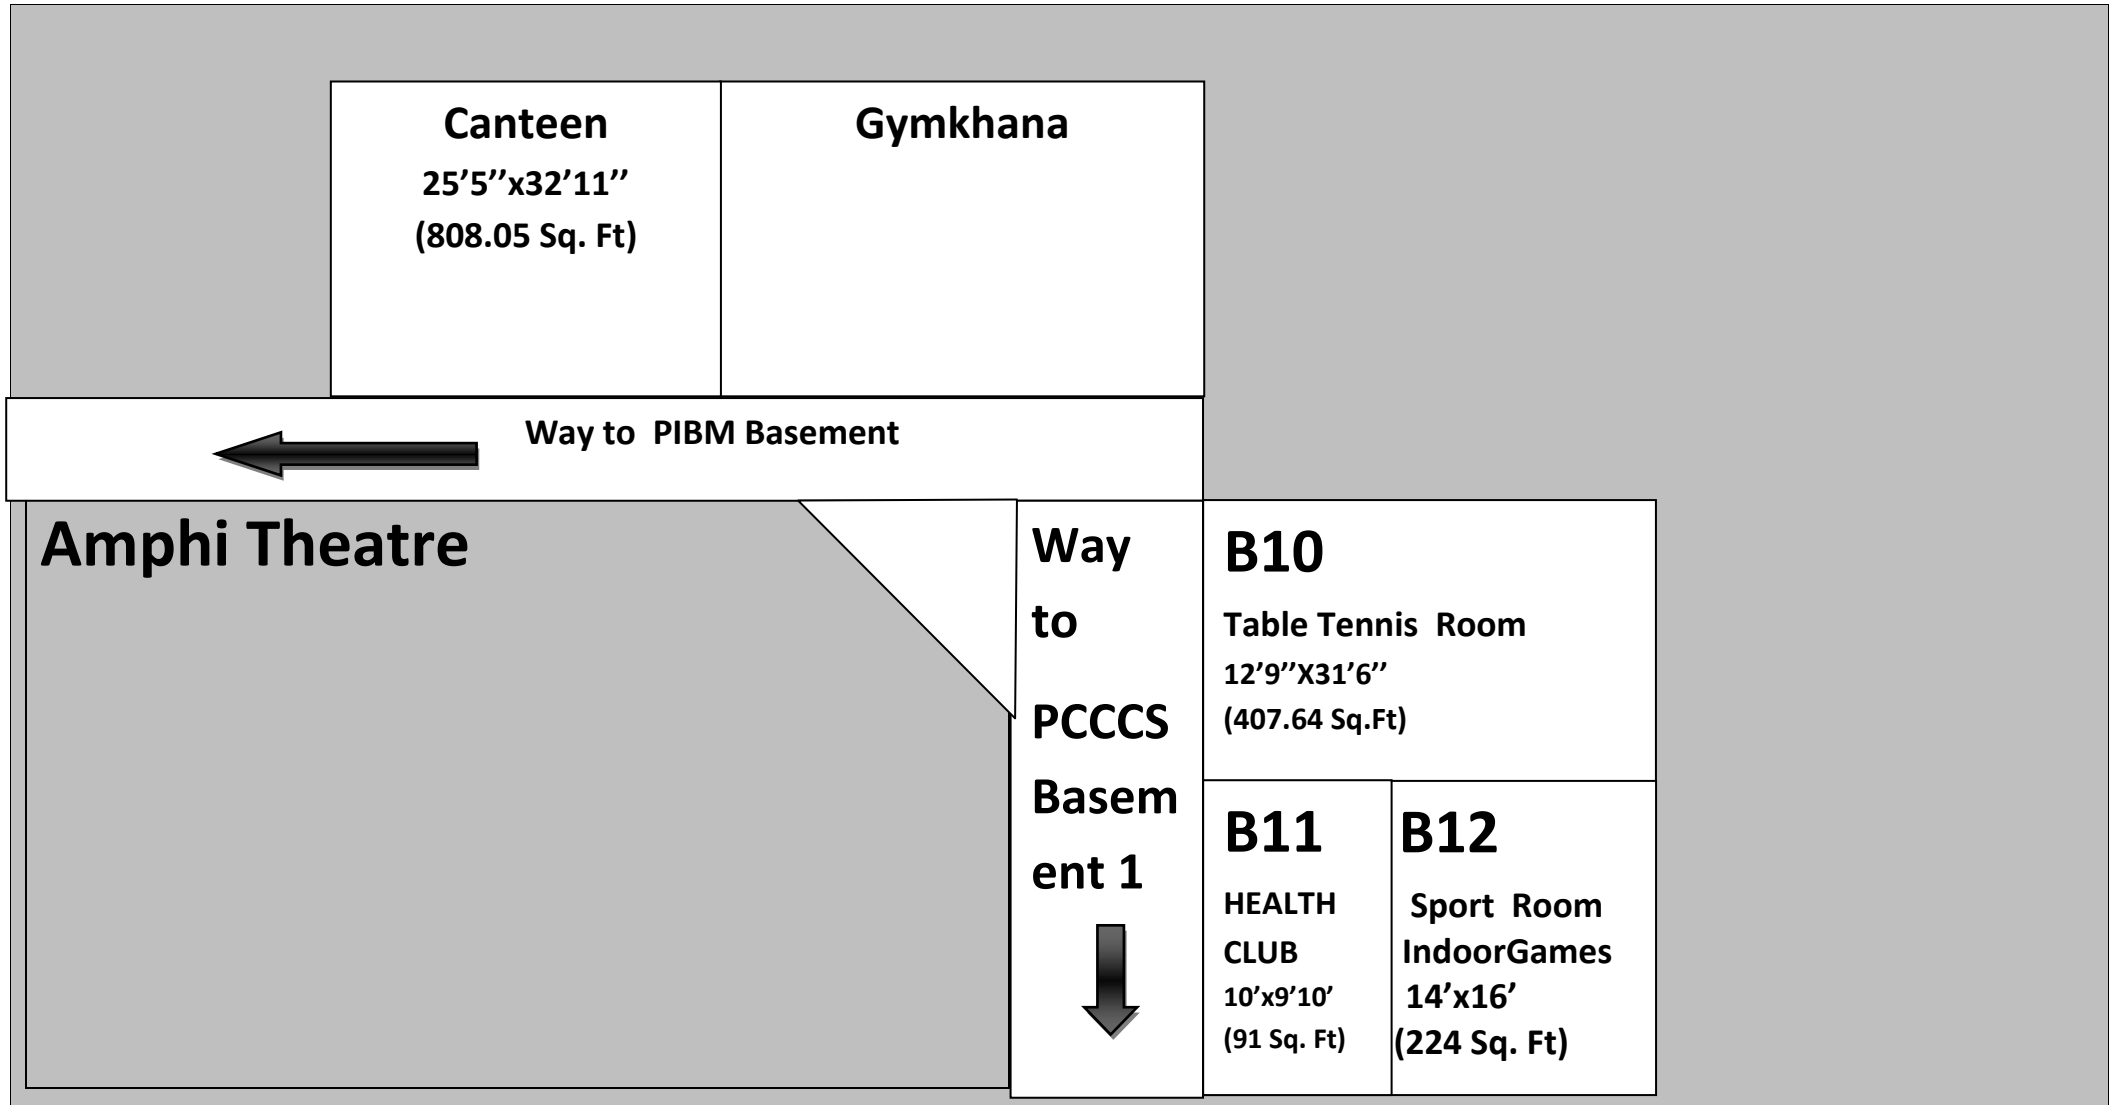 Canteen
25’5’’x32’11’’
(808.05 Sq. Ft)
Gymkhana
Way to PIBM Basement
Amphi Theatre
Way
to
PCCCS
Basem
ent 1
B10
Table Tennis Room
12’9’’X31’6’’
(407.64 Sq.Ft)
B11
HEALTH
CLUB
10’x9’10’
(91 Sq. Ft)
B12
Sport Room
IndoorGames
14’x16’
(224 Sq. Ft)